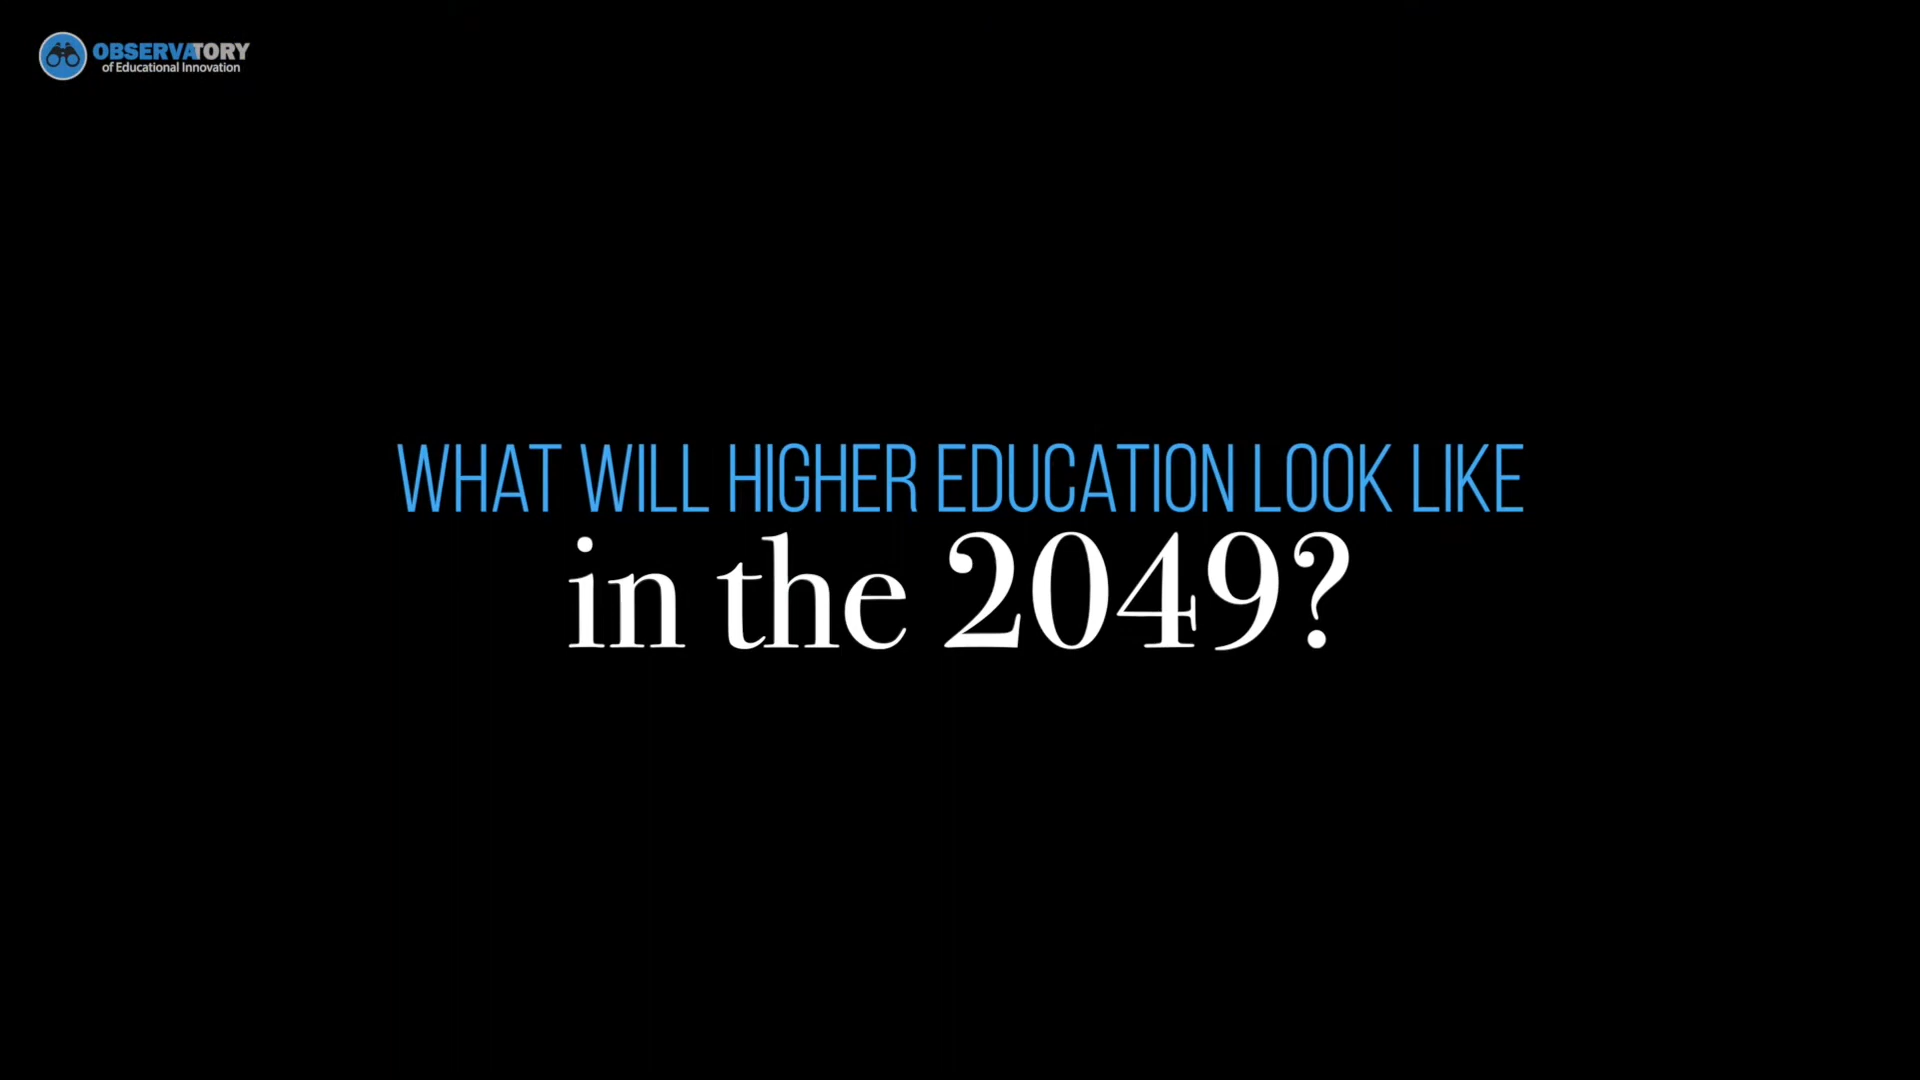 OBSERVATORY
of Educational Innovation
WHAT WILL HIGHER EDUCATION LOOK LIKE
in the 2049?